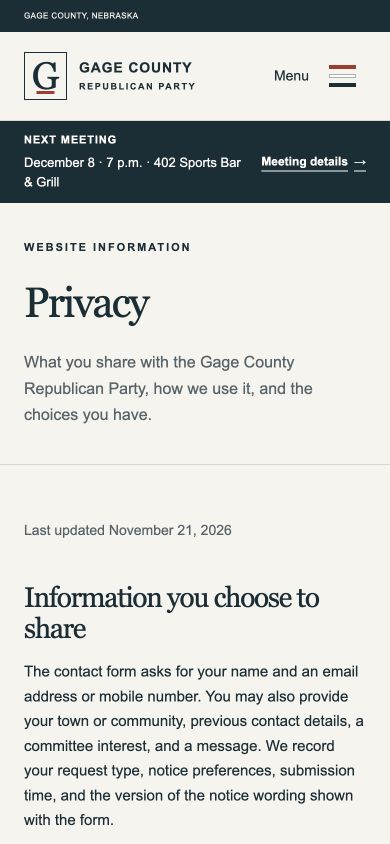 GAGE COUNTY, NEBRASKA
G
GAGE COUNTY
REPUBLICAN PARTY
Menu
NEXT MEETING
December 8 · 7 p.m. · 402 Sports Bar
& Grill
Meeting details →
WEBSITE INFORMATION
Privacy
What you share with the Gage County
Republican Party, how we use it, and the
choices you have.
Last updated November 21, 2026
Information you choose to
share
The contact form asks for your name and an email
address or mobile number. You may also provide
your town or community, previous contact details, a
committee interest, and a message. We record
your request type, notice preferences, submission
time, and the version of the notice wording shown
with the form.